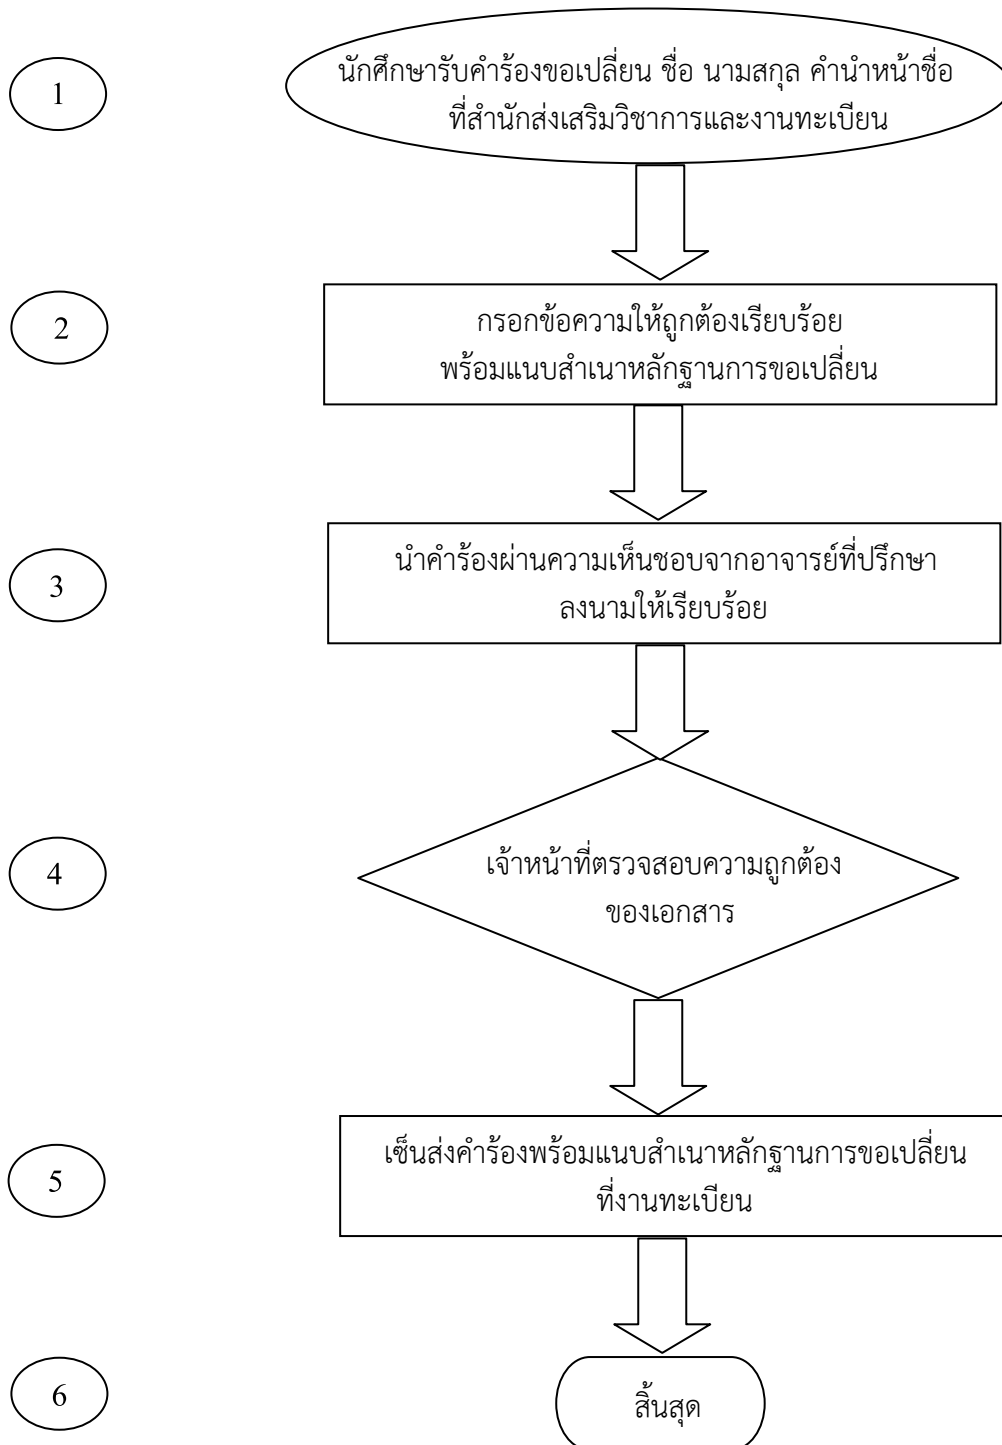 1
นักศึกษารับคำร้องขอเปลี่ยน ชื่อ นามสกุล คำนำหน้าชื่อ
ที่สำนักส่งเสริมวิชาการและงานทะเบียน
2
กรอกข้อความให้ถูกต้องเรียบร้อย
พร้อมแนบสำเนาหลักฐานการขอเปลี่ยน
3
นำคำร้องผ่านความเห็นชอบจากอาจารย์ที่ปรึกษา
ลงนามให้เรียบร้อย
4
เจ้าหน้าที่ตรวจสอบความถูกต้อง
ของเอกสาร
5
เซ็นส่งคำร้องพร้อมแนบสำเนาหลักฐานการขอเปลี่ยน
ที่งานทะเบียน
6
สิ้นสุด